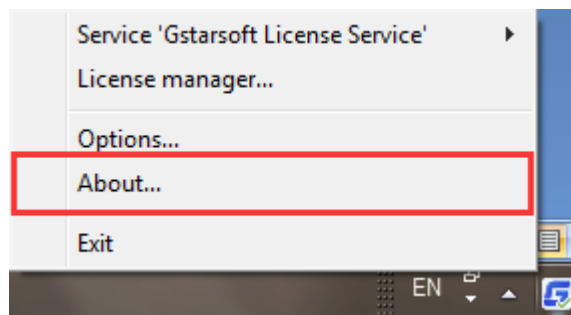 Service 'Gstarsoft License Service'
License manager...
Options...
About...
Exit
EN